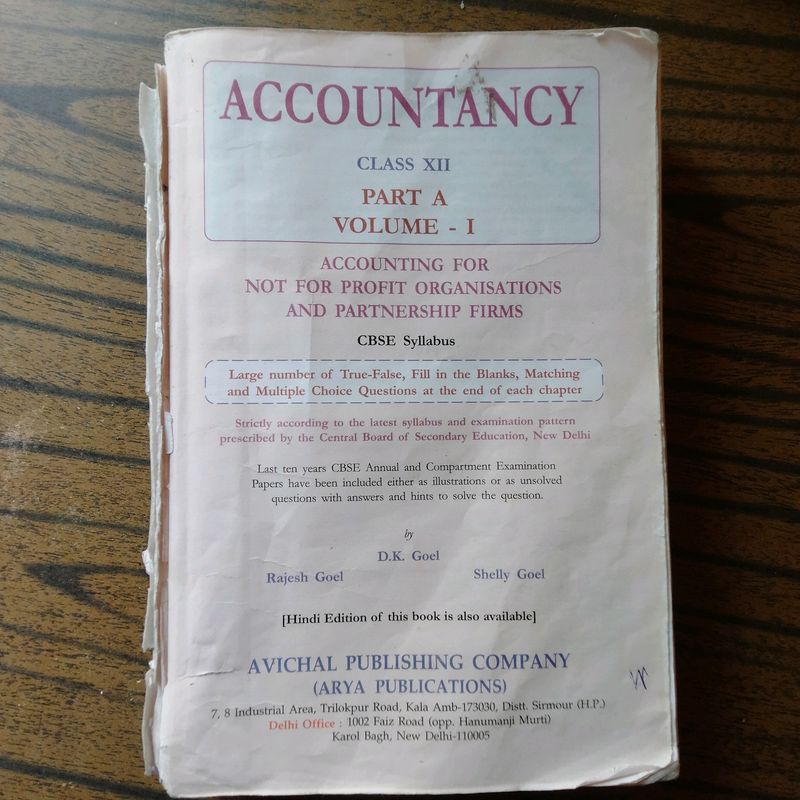 ACCOUNTANCY
CLASS XII
PART A
VOLUME - I
ACCOUNTING FOR
NOT FOR PROFIT ORGANISATIONS
AND PARTNERSHIP FIRMS
CBSE Syllabus
Large number of True-False, Fill in the Blanks, Matching
and Multiple Choice Questions at the end of each chapter
Strictly according to the latest syllabus and examination pattern
prescribed by the Central Board of Secondary Education, New Delhi
Last ten years CBSE Annual and Compartment Examination
Papers have been included either as illustrations or as unsolved
questions with answers and hints to solve the question.
by
D.K. Goel
Rajesh Goel Shelly Goel
[Hindi Edition of this book is also available]
AVICHAL PUBLISHING COMPANY
(ARYA PUBLICATIONS)
7, 8 Industrial Area, Trilokpur Road, Kala Amb-173030, Distt. Sirmour (H.P.)
Delhi Office : 1002 Faiz Road (opp. Hanumanji Murti)
Karol Bagh, New Delhi-110005